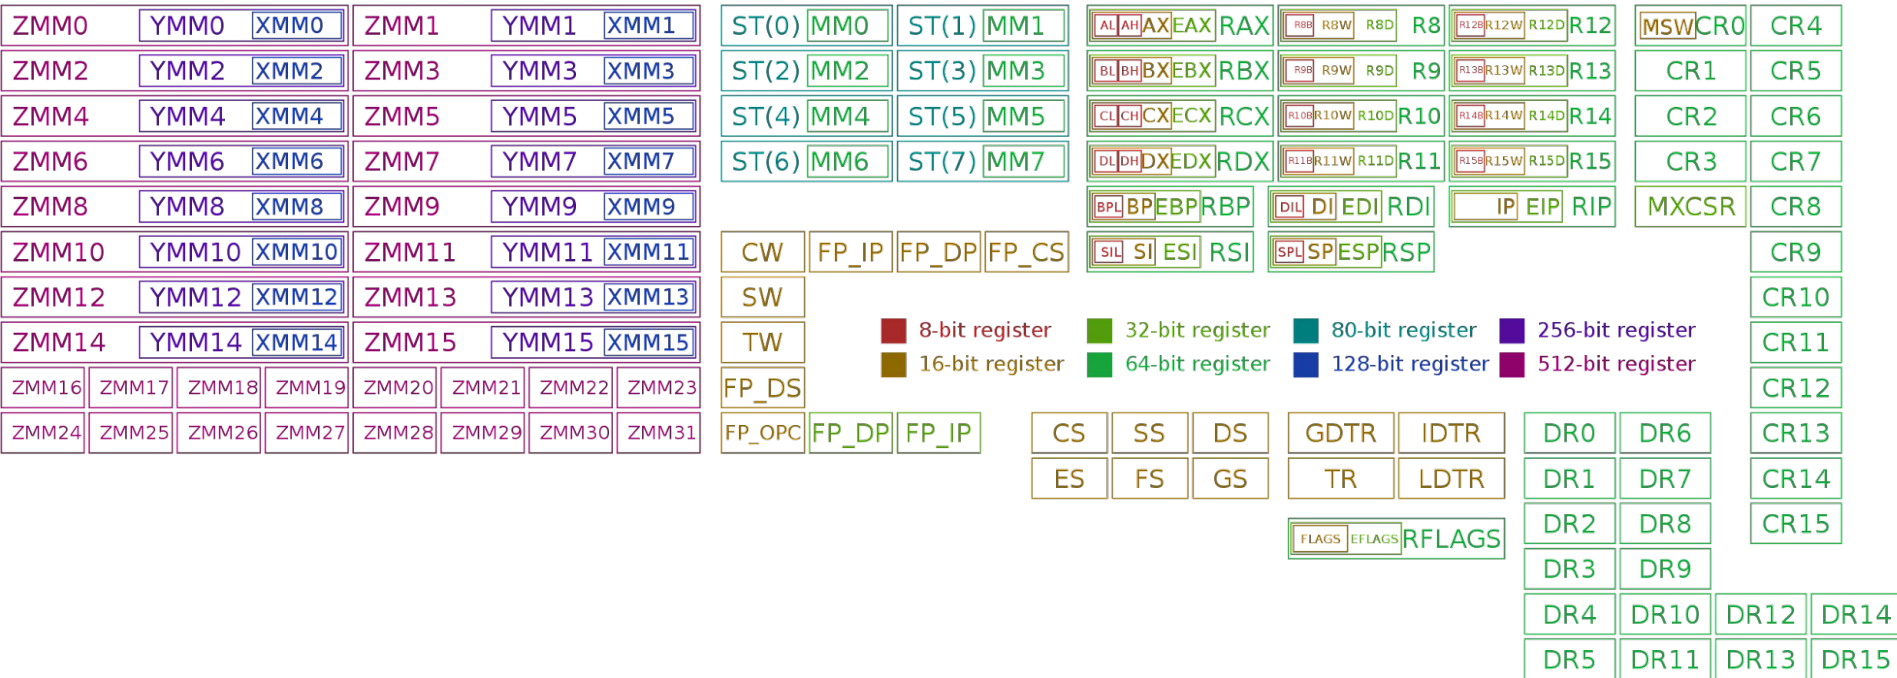 ZMM0 YMM0 XMM0 ZMM1 YMM1 XMM1 ST(0) MM0 ST(1) MM1 AL AH AX EAX RAX R8B R8W R8D R8 R12B R12W R12D R12 MSW CR0 CR4
ZMM2 YMM2 XMM2 ZMM3 YMM3 XMM3 ST(2) MM2 ST(3) MM3 BL BH BX EBX RBX R9B R9W R9D R9 R13B R13W R13D R13 CR1 CR5
ZMM4 YMM4 XMM4 ZMM5 YMM5 XMM5 ST(4) MM4 ST(5) MM5 CL CH CX ECX RCX R10B R10W R10D R10 R14B R14W R14D R14 CR2 CR6
ZMM6 YMM6 XMM6 ZMM7 YMM7 XMM7 ST(6) MM6 ST(7) MM7 DL DH DX EDX RDX R11B R11W R11D R11 R15B R15W R15D R15 CR3 CR7
ZMM8 YMM8 XMM8 ZMM9 YMM9 XMM9 BPL BP EBP RBP DIL DI EDI RDI IP EIP RIP MXCSR CR8
ZMM10 YMM10 XMM10 ZMM11 YMM11 XMM11 CW FP_IP FP_DP FP_CS SIL SI ESI RSI SPL SP ESP RSP CR9
ZMM12 YMM12 XMM12 ZMM13 YMM13 XMM13 SW CR10
8-bit register 32-bit register 80-bit register 256-bit register
ZMM14 YMM14 XMM14 ZMM15 YMM15 XMM15 TW CR11
16-bit register 64-bit register 128-bit register 512-bit register
ZMM16 ZMM17 ZMM18 ZMM19 ZMM20 ZMM21 ZMM22 ZMM23 FP_DS CR12
ZMM24 ZMM25 ZMM26 ZMM27 ZMM28 ZMM29 ZMM30 ZMM31 FP_OPC FP_DP FP_IP CS SS DS GDTR IDTR DR0 DR6 CR13
ES FS GS TR LDTR DR1 DR7 CR14
DR2 DR8 CR15
FLAGS EFLAGS RFLAGS
DR3 DR9
DR4 DR10 DR12 DR14
DR5 DR11 DR13 DR15